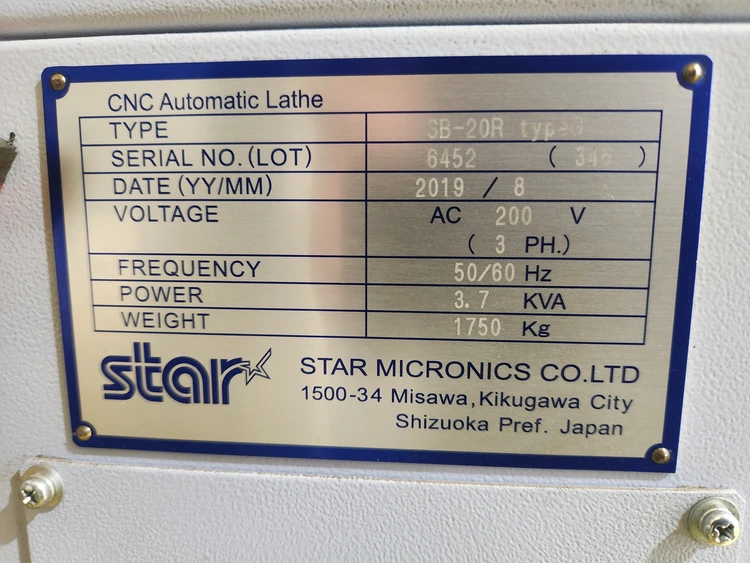 CNC Automatic Lathe
TYPE SB-20R typeG
SERIAL NO.(LOT) 6452 ( 346 )
DATE (YY/MM) 2019 / 8
VOLTAGE AC 200 V
( 3 PH.)
FREQUENCY 50/60 Hz
POWER 3.7 KVA
WEIGHT 1750 Kg
star
STAR MICRONICS CO.LTD
1500-34 Misawa,Kikugawa City
Shizuoka Pref. Japan